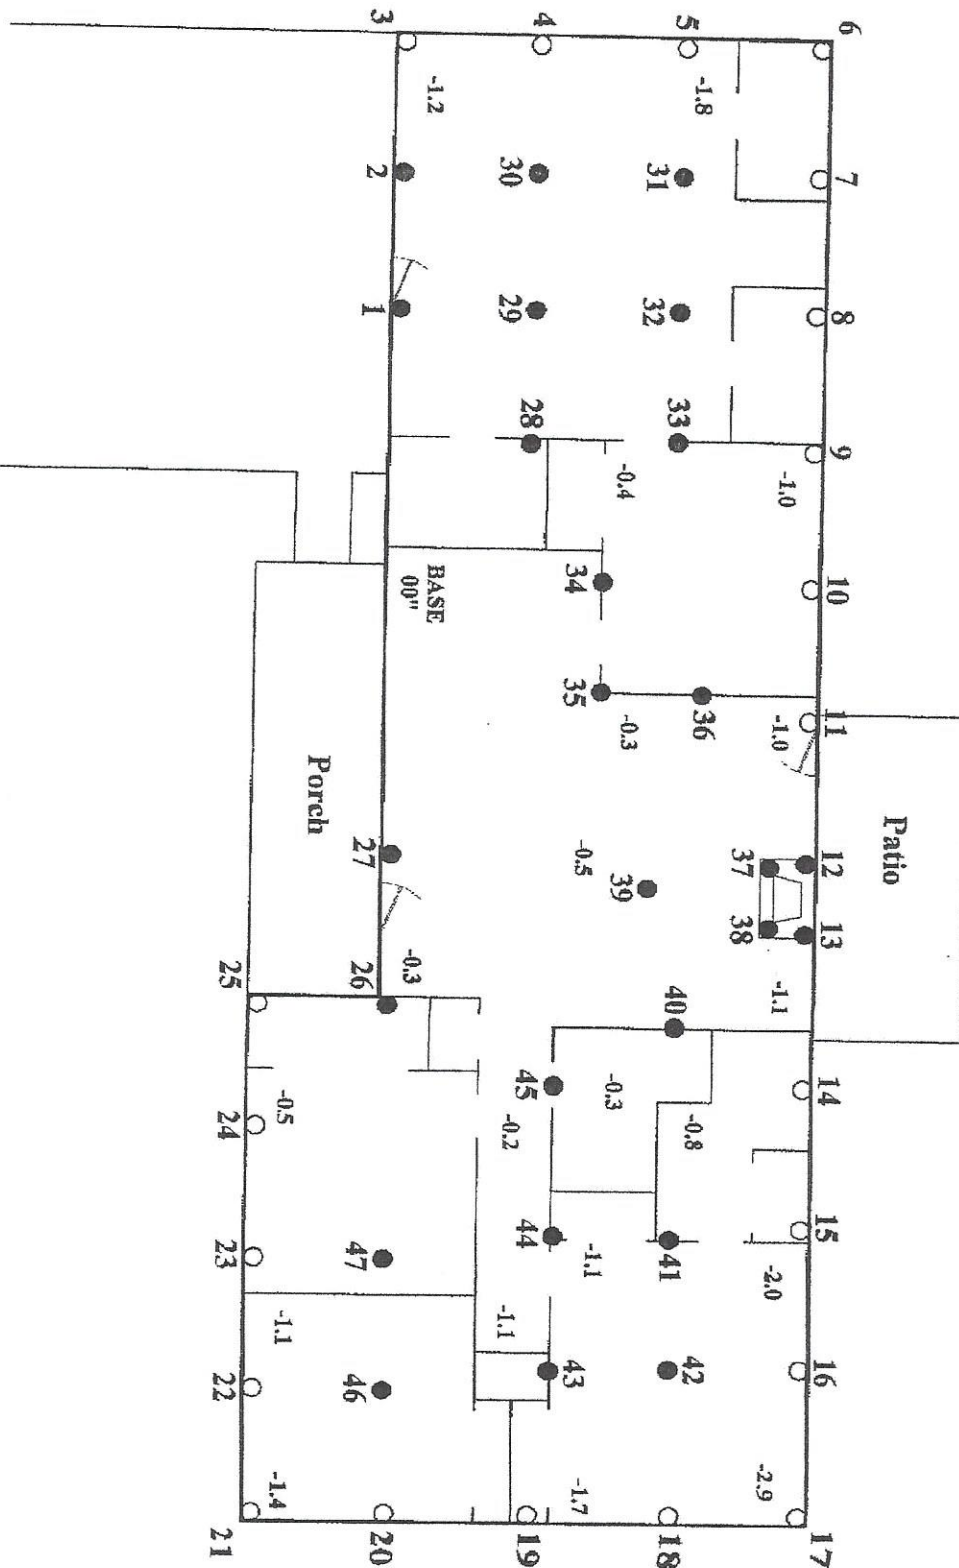 Patio
6 7 8 9 10 11 12 13 14 15 16 17
-1.0 -1.0 -1.1 -2.0 -2.9
37 38
5 -1.8 36 -0.8 42
31 32 33 40 41 18
-0.4 -0.3 39 -0.3
34 35 -0.5 -1.1 43 -1.7
4 30 29 28 45 44 19
-0.2 -1.1
-1.2 BASE -0.3
00"
3 2 1 27 26 47 46 20
Porch
-0.5 -1.1 -1.4
25 24 23 22 21